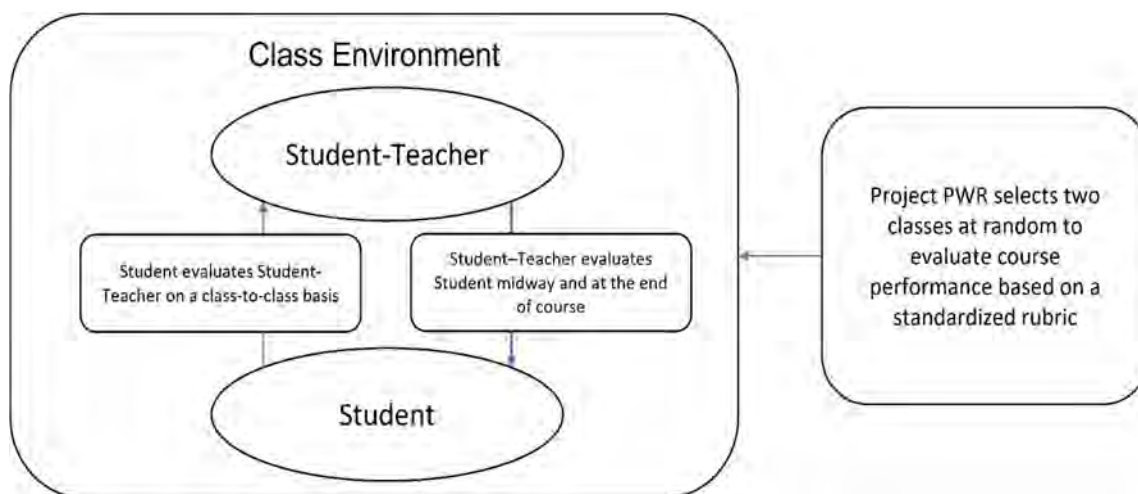 Class Environment
Student-Teacher
Student evaluates Student-
Teacher on a class-to-class basis
Student–Teacher evaluates
Student midway and at the end
of course
Student
Project PWR selects two
classes at random to
evaluate course
performance based on a
standardized rubric